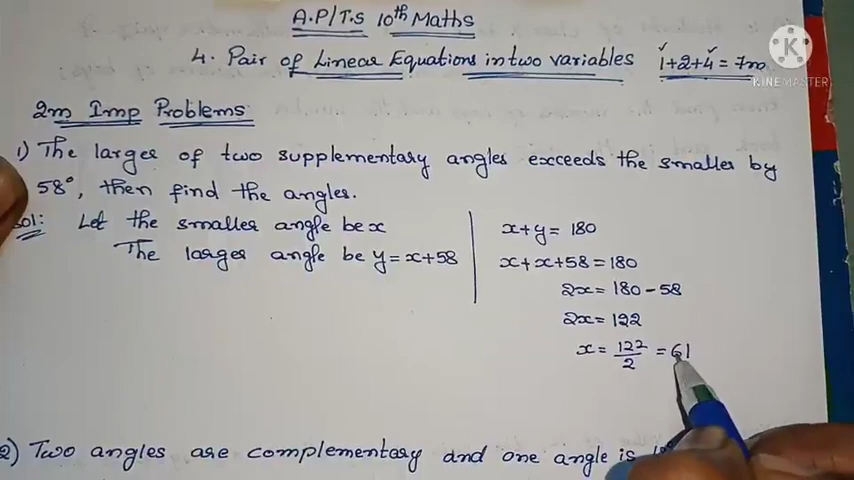 A.P/T.S 10th Maths
4. Pair of Linear Equations in two variables 1+2+4=7m
KINEMASTER
2m Imp Problems
1) The larger of two supplementary angles exceeds the smaller by
58°, then find the angles.
Sol: Let the smaller angle be x
The larger angle be y=x+58
x+y=180
x+x+58=180
2x=180-58
2x=122
x=122/2=61
2) Two angles are complementary and one angle is